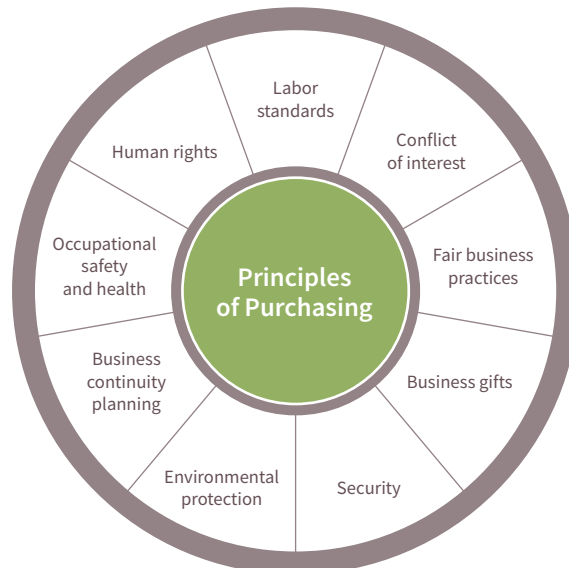 Labor
standards
Conflict
of interest
Fair business
practices
Business gifts
Security
Environmental
protection
Business
continuity
planning
Occupational
safety
and health
Human rights
Principles
of Purchasing